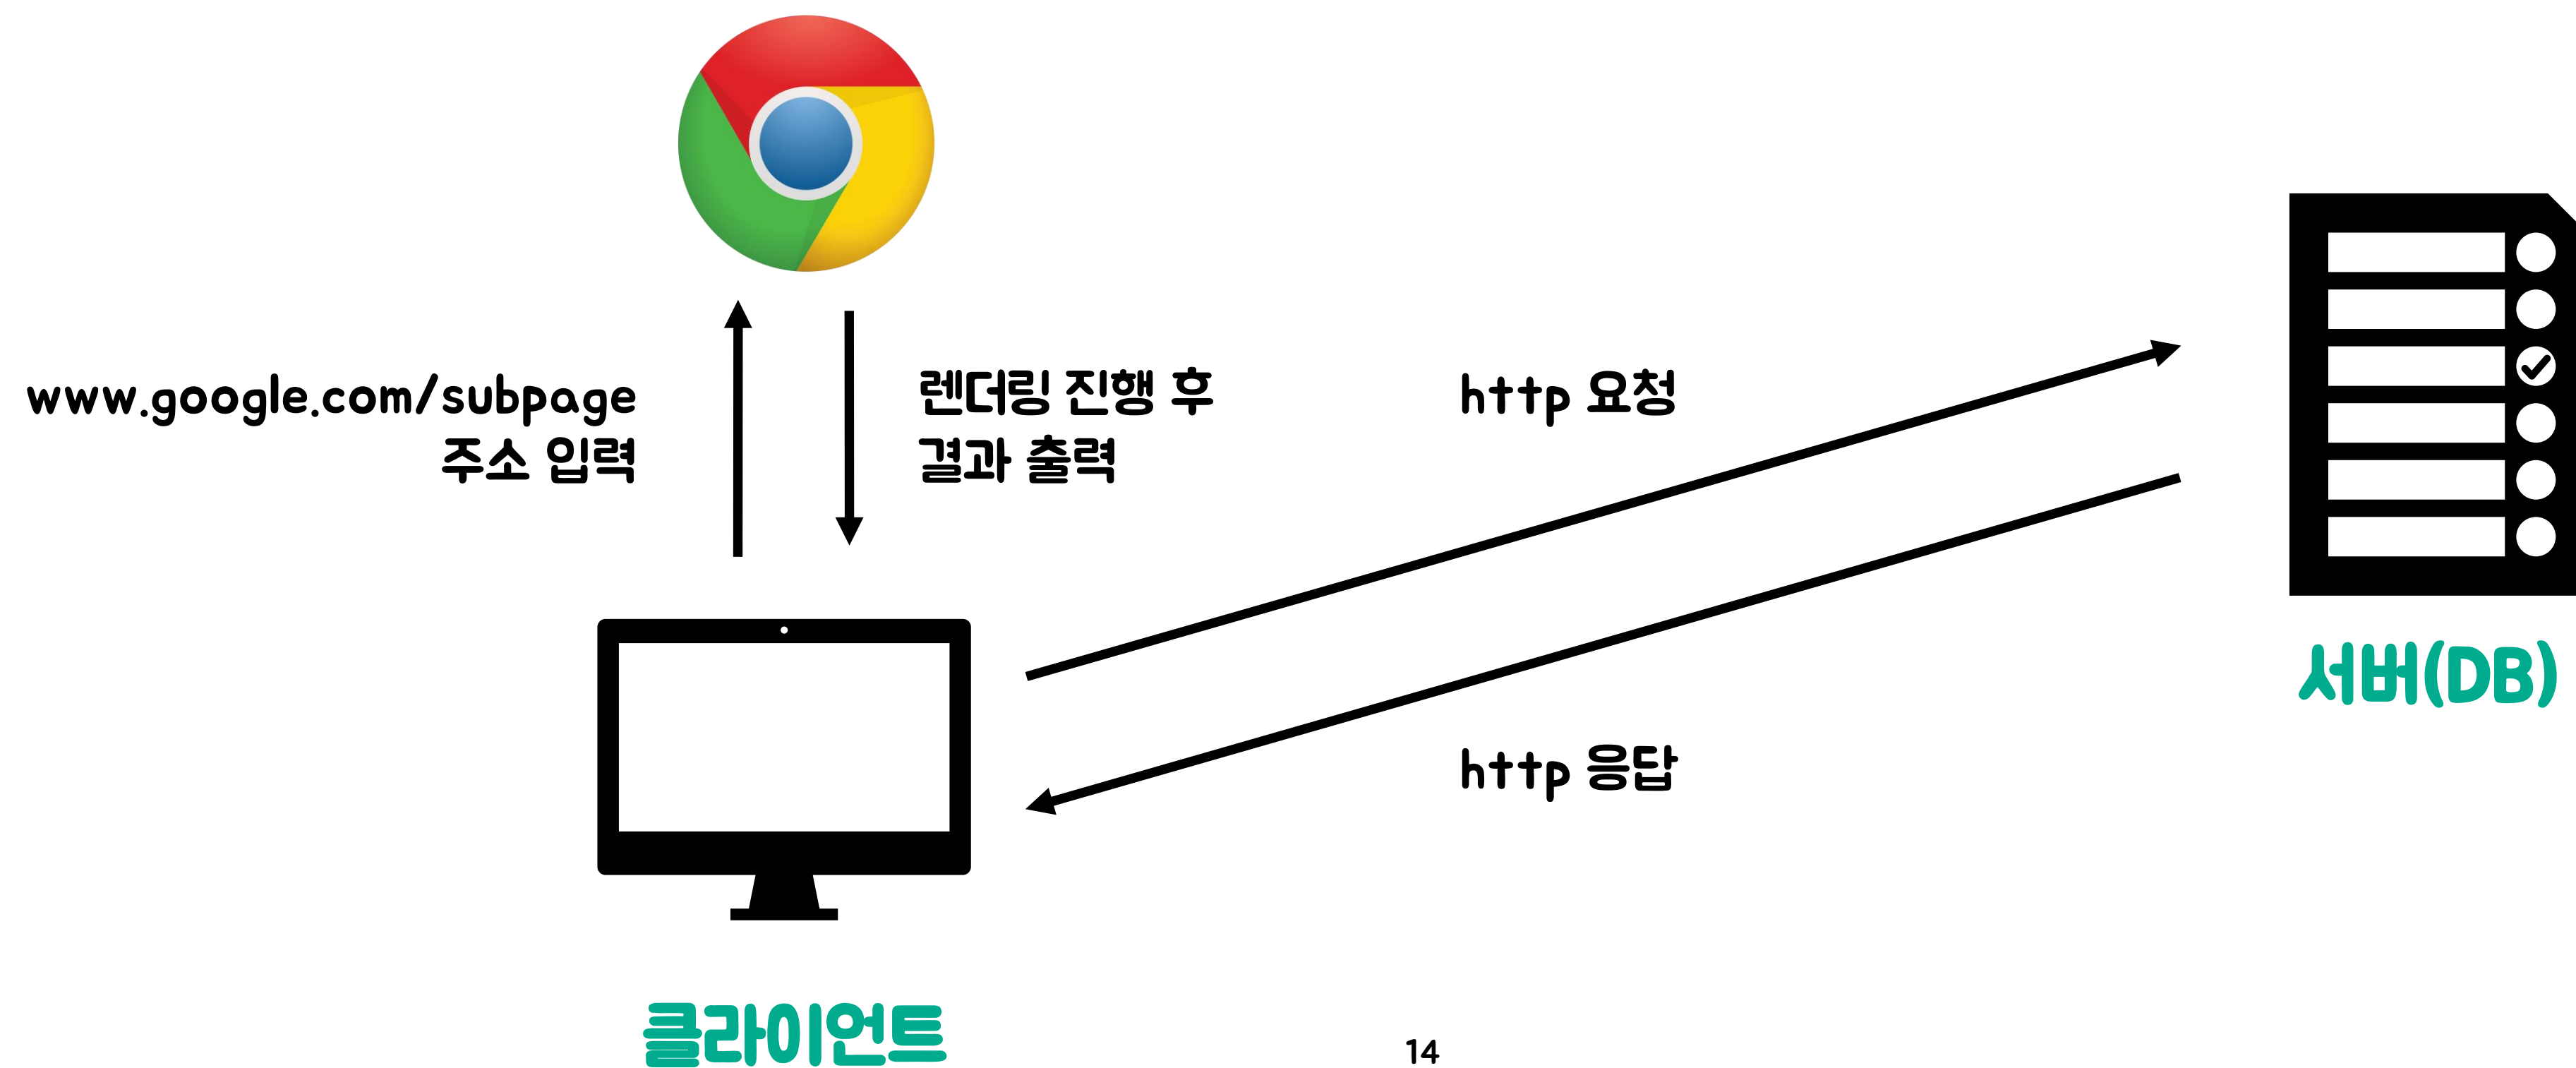 www.google.com/subpage
주소 입력
렌더링 진행 후
결과 출력
http 요청
서버(DB)
http 응답
클라이언트
14